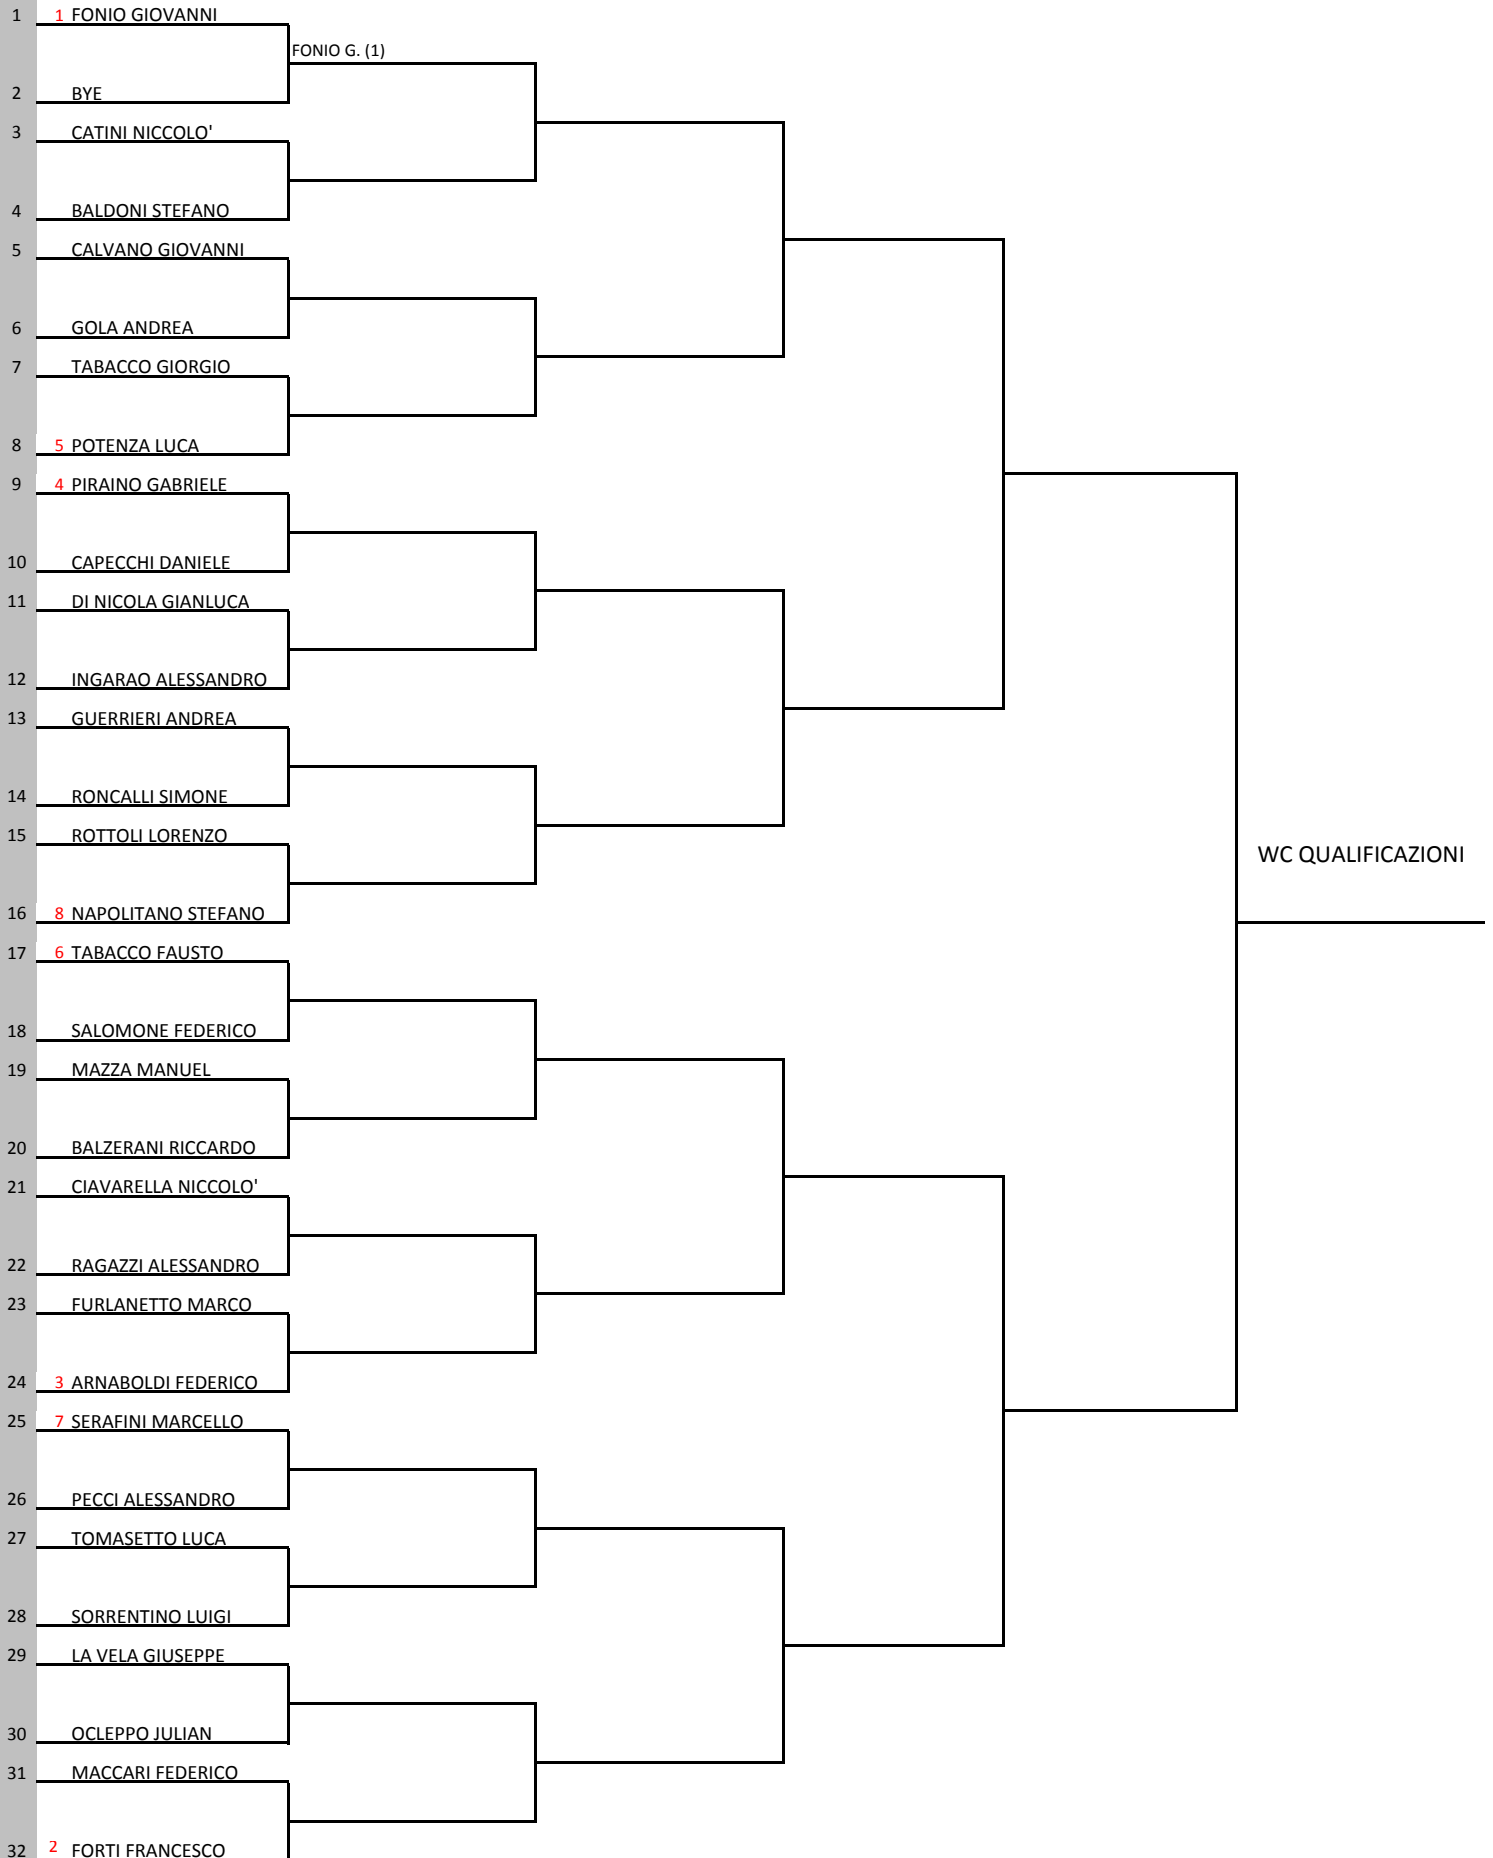 1 1 FONIO GIOVANNI
FONIO G. (1)
2 BYE
3 CATINI NICCOLO'
4 BALDONI STEFANO
5 CALVANO GIOVANNI
6 GOLA ANDREA
7 TABACCO GIORGIO
8 5 POTENZA LUCA
9 4 PIRAINO GABRIELE
10 CAPECCHI DANIELE
11 DI NICOLA GIANLUCA
12 INGARAO ALESSANDRO
13 GUERRIERI ANDREA
14 RONCALLI SIMONE
15 ROTTOLI LORENZO
WC QUALIFICAZIONI
16 8 NAPOLITANO STEFANO
17 6 TABACCO FAUSTO
18 SALOMONE FEDERICO
19 MAZZA MANUEL
20 BALZERANI RICCARDO
21 CIAVARELLA NICCOLO'
22 RAGAZZI ALESSANDRO
23 FURLANETTO MARCO
24 3 ARNABOLDI FEDERICO
25 7 SERAFINI MARCELLO
26 PECCI ALESSANDRO
27 TOMASETTO LUCA
28 SORRENTINO LUIGI
29 LA VELA GIUSEPPE
30 OCLEPPO JULIAN
31 MACCARI FEDERICO
32 2 FORTI FRANCESCO